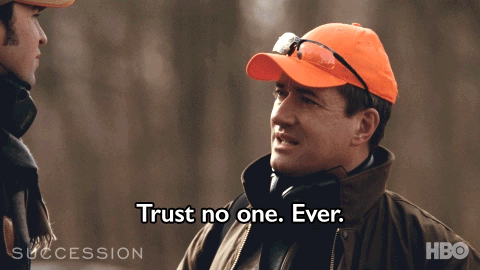 Trust no one. Ever.
SUCCESSION
HBO